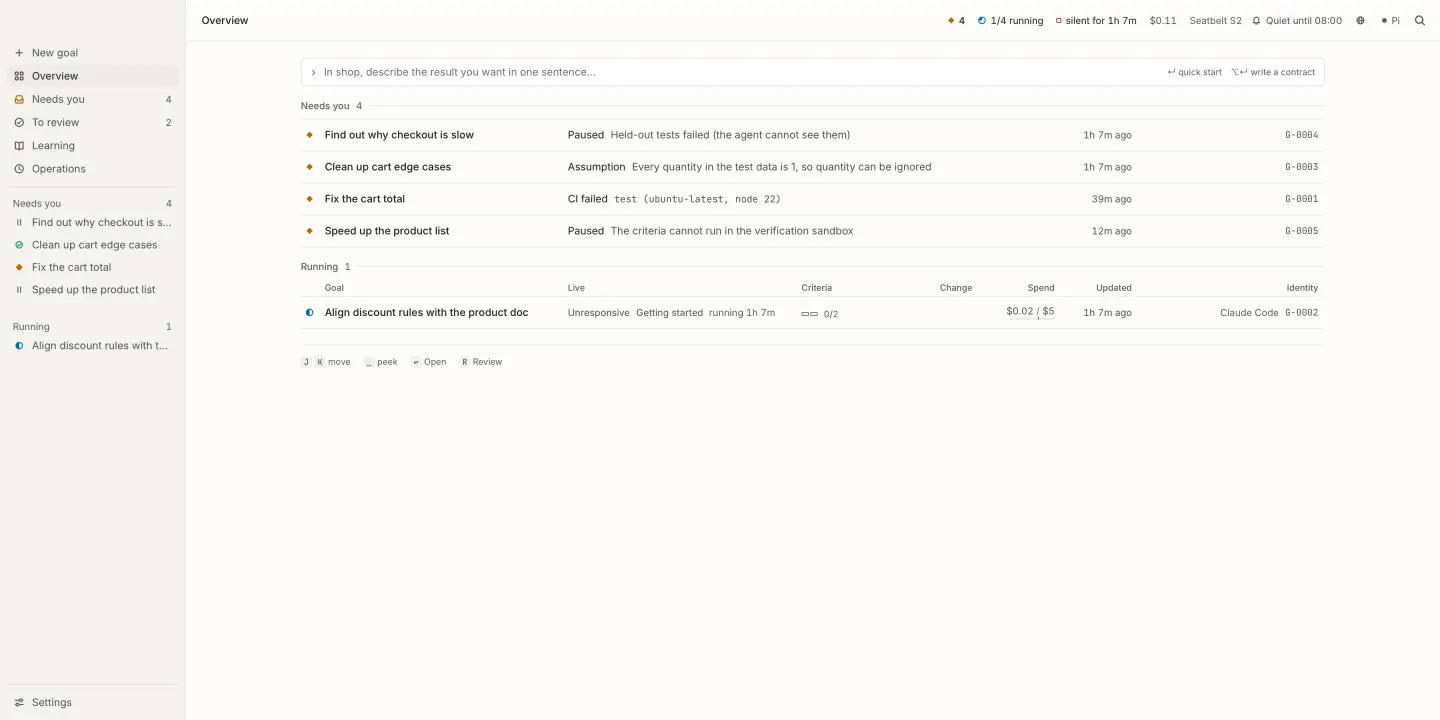 Overview
4
1/4 running
silent for 1h 7m
$0.11
Seatbelt S2
Quiet until 08:00
Pi
New goal
Overview
Needs you 4
To review 2
Learning
Operations
Needs you 4
Find out why checkout is s...
Clean up cart edge cases
Fix the cart total
Speed up the product list
Running 1
Align discount rules with t...
Settings
› In shop, describe the result you want in one sentence... ↵ quick start ⌥↵ write a contract
Needs you 4
Find out why checkout is slow Paused Held-out tests failed (the agent cannot see them) 1h 7m ago G-0004
Clean up cart edge cases Assumption Every quantity in the test data is 1, so quantity can be ignored 1h 7m ago G-0003
Fix the cart total CI failed test (ubuntu-latest, node 22) 39m ago G-0001
Speed up the product list Paused The criteria cannot run in the verification sandbox 12m ago G-0005
Running 1
Goal Live Criteria Change Spend Updated Identity
Align discount rules with the product doc Unresponsive Getting started running 1h 7m 0/2 $0.02 / $5 1h 7m ago Claude Code G-0002
J K move ␣ peek ↵ Open R Review